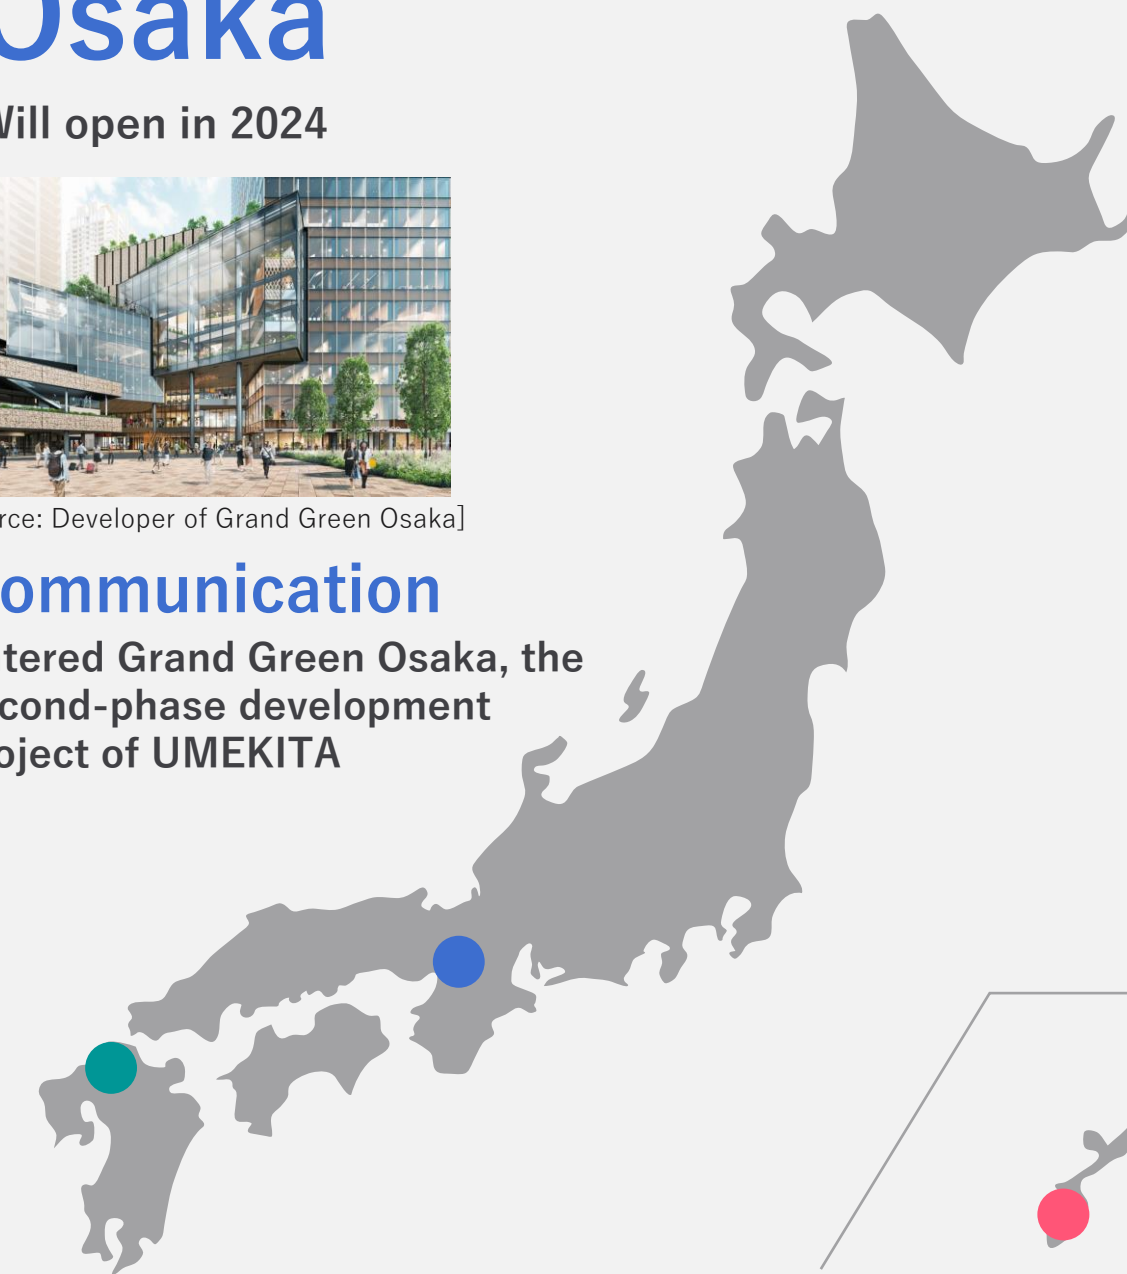 Osaka
Will open in 2024
rce: Developer of Grand Green Osaka]
ommunication
tered Grand Green Osaka, the
cond-phase development
oject of UMEKITA